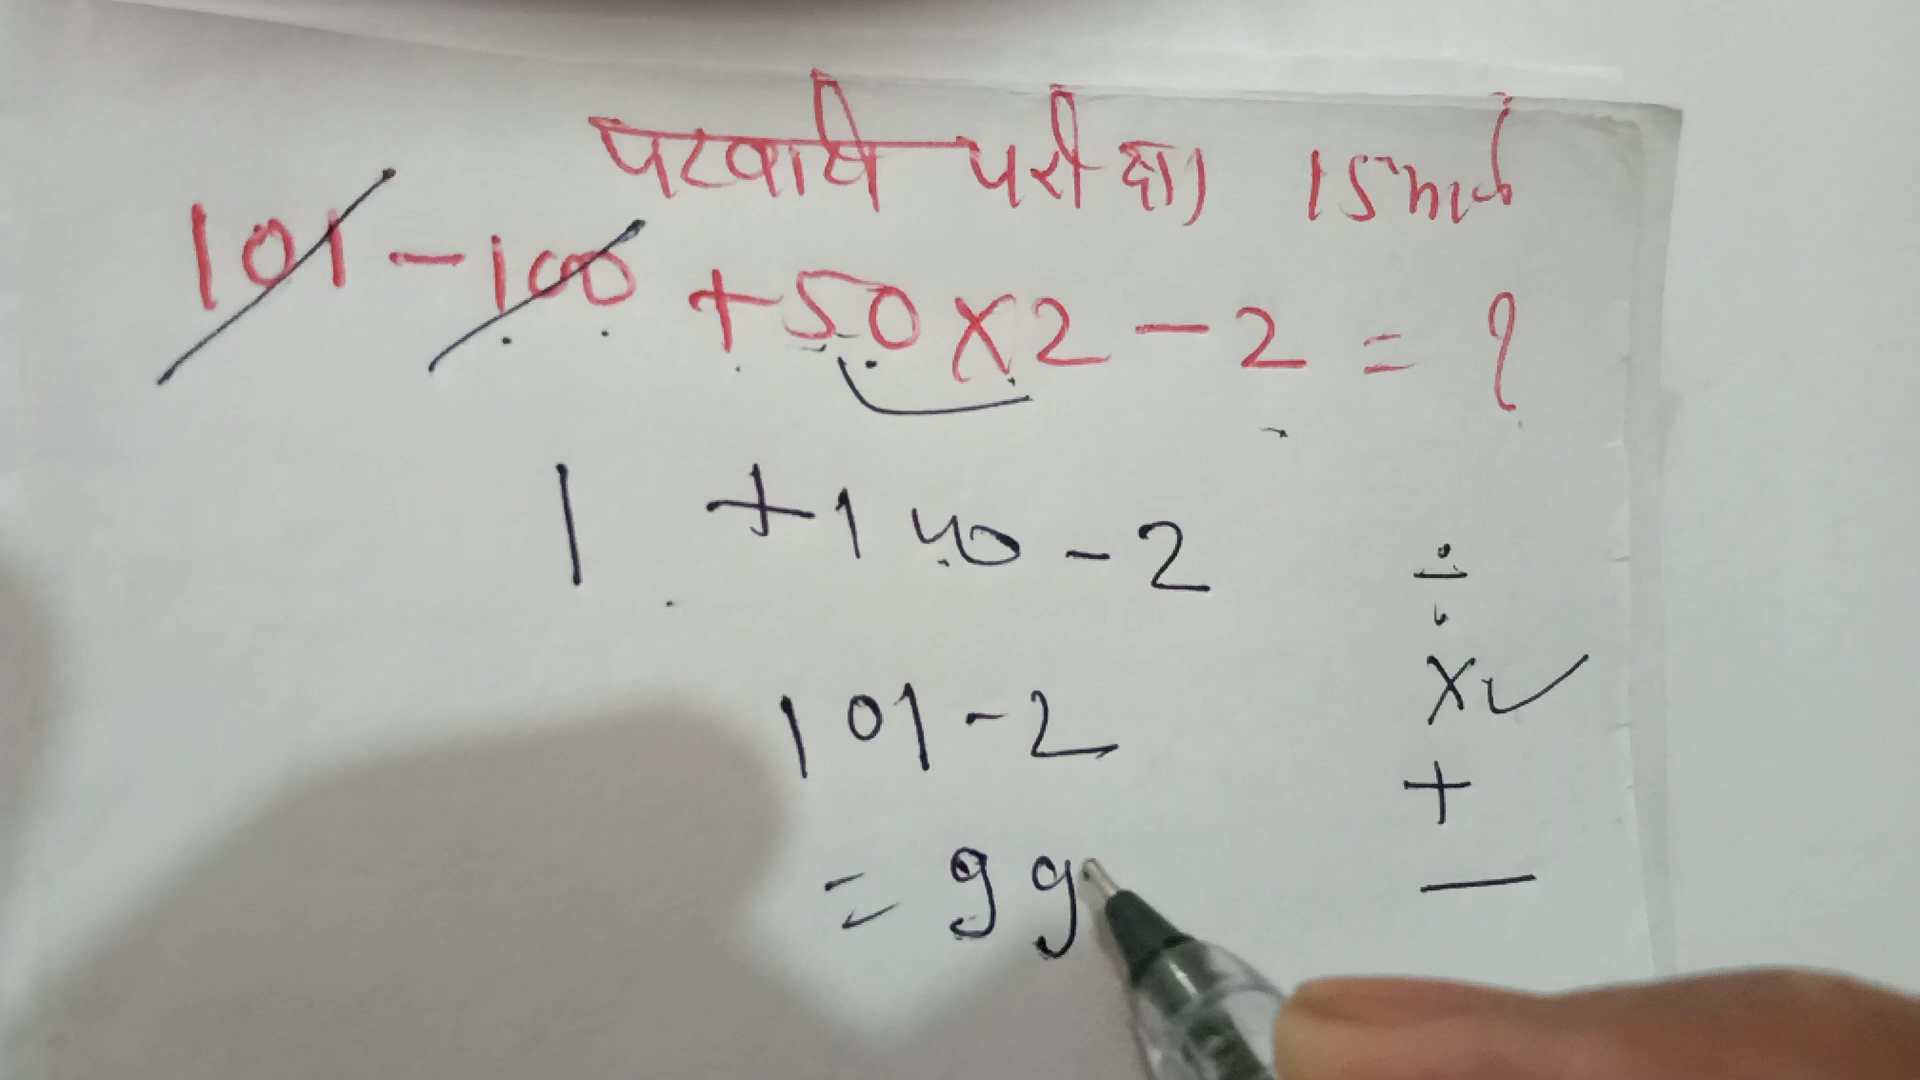 पटवारी परीक्षा 15 मार्च
101 - 100 + 50 x 2 - 2 = ?
1 + 100 - 2
101 - 2
= 99
÷
x ✓
+
-